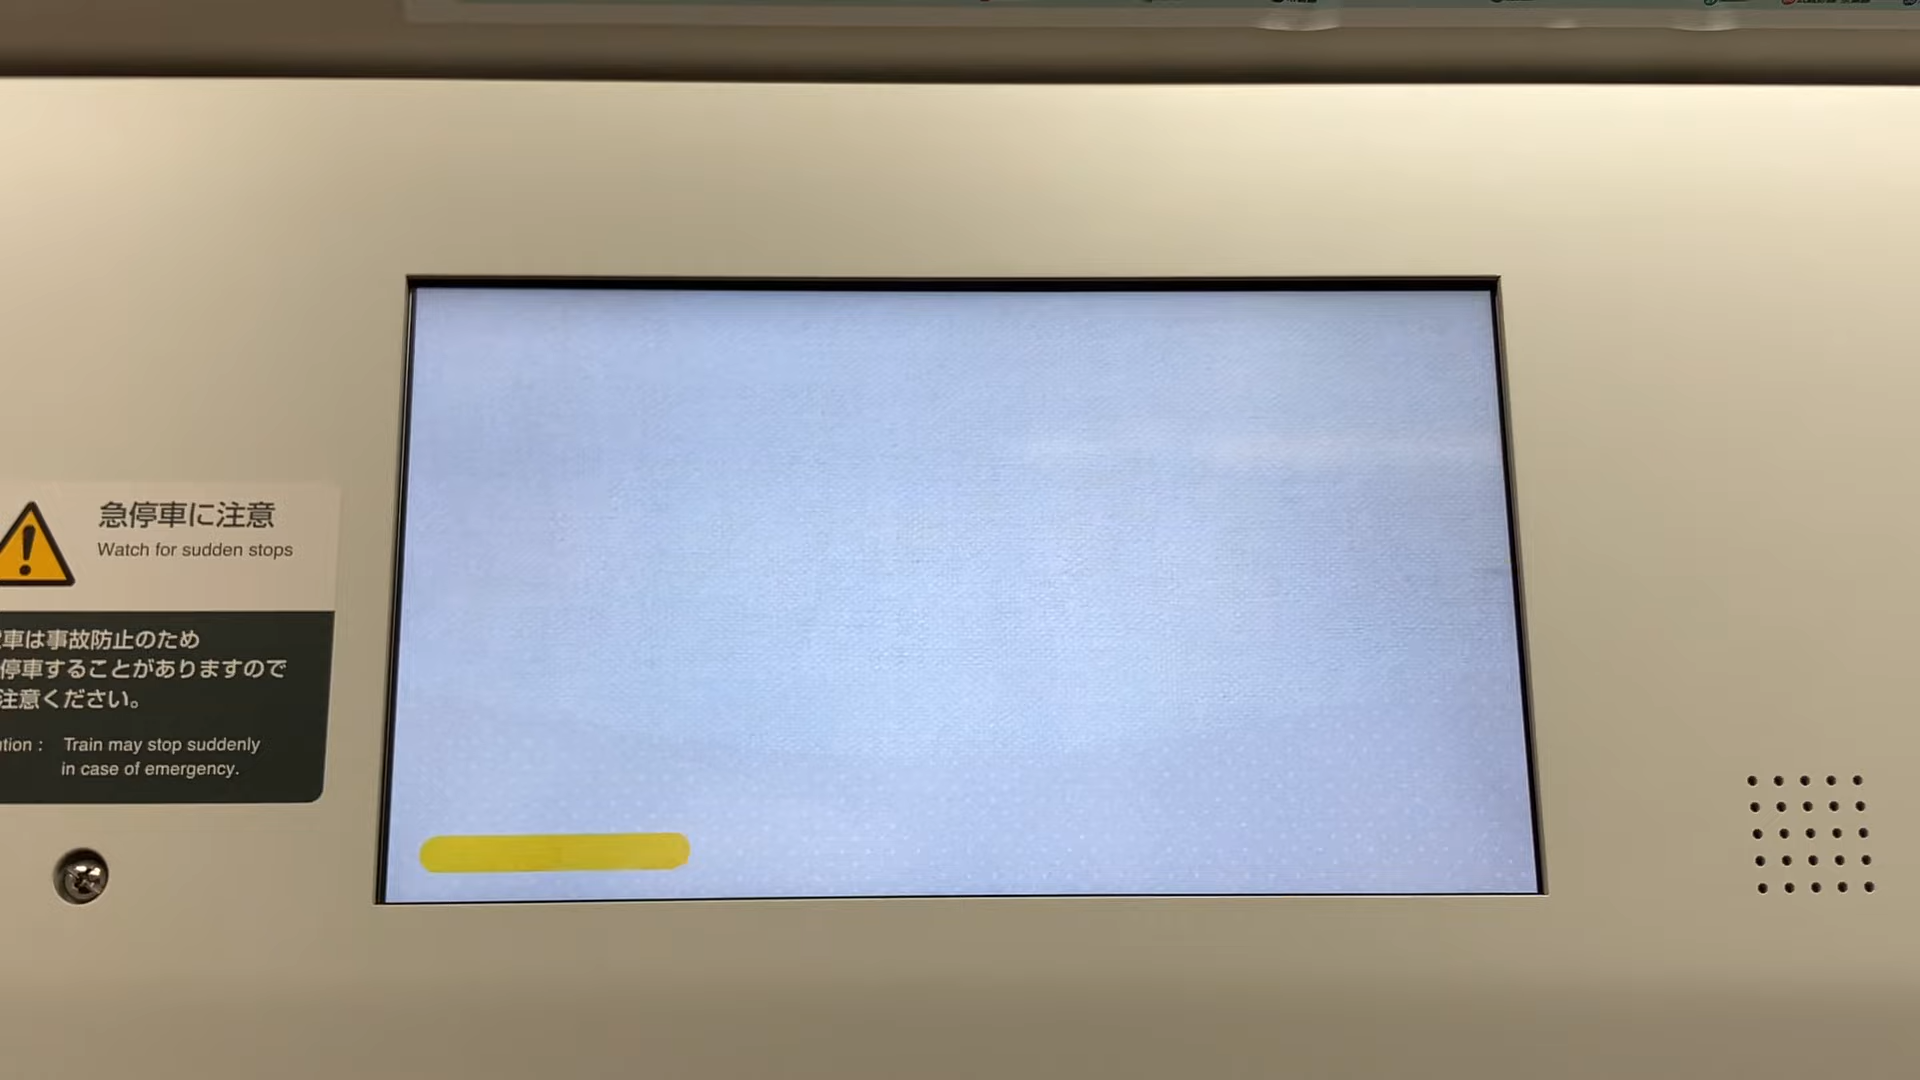 急停車に注意
Watch for sudden stops
車は事故防止のため
停車することがありますので
注意ください。
tion : Train may stop suddenly
in case of emergency.